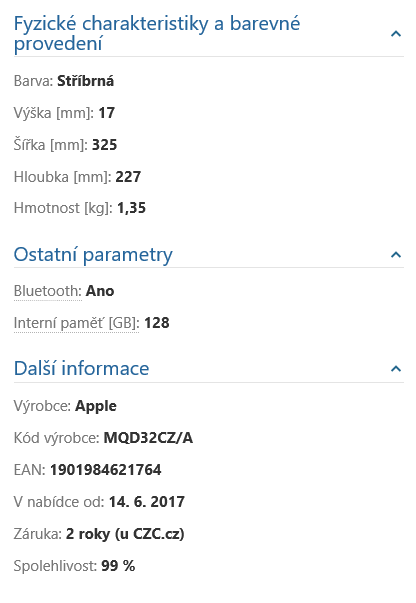 Fyzické charakteristiky a barevné
provedení
Barva: Stříbrná
Výška [mm]: 17
Šířka [mm]: 325
Hloubka [mm]: 227
Hmotnost [kg]: 1,35
Ostatní parametry
Bluetooth: Ano
Interní paměť [GB]: 128
Další informace
Výrobce: Apple
Kód výrobce: MQD32CZ/A
EAN: 1901984621764
V nabídce od: 14. 6. 2017
Záruka: 2 roky (u CZC.cz)
Spolehlivost: 99 %